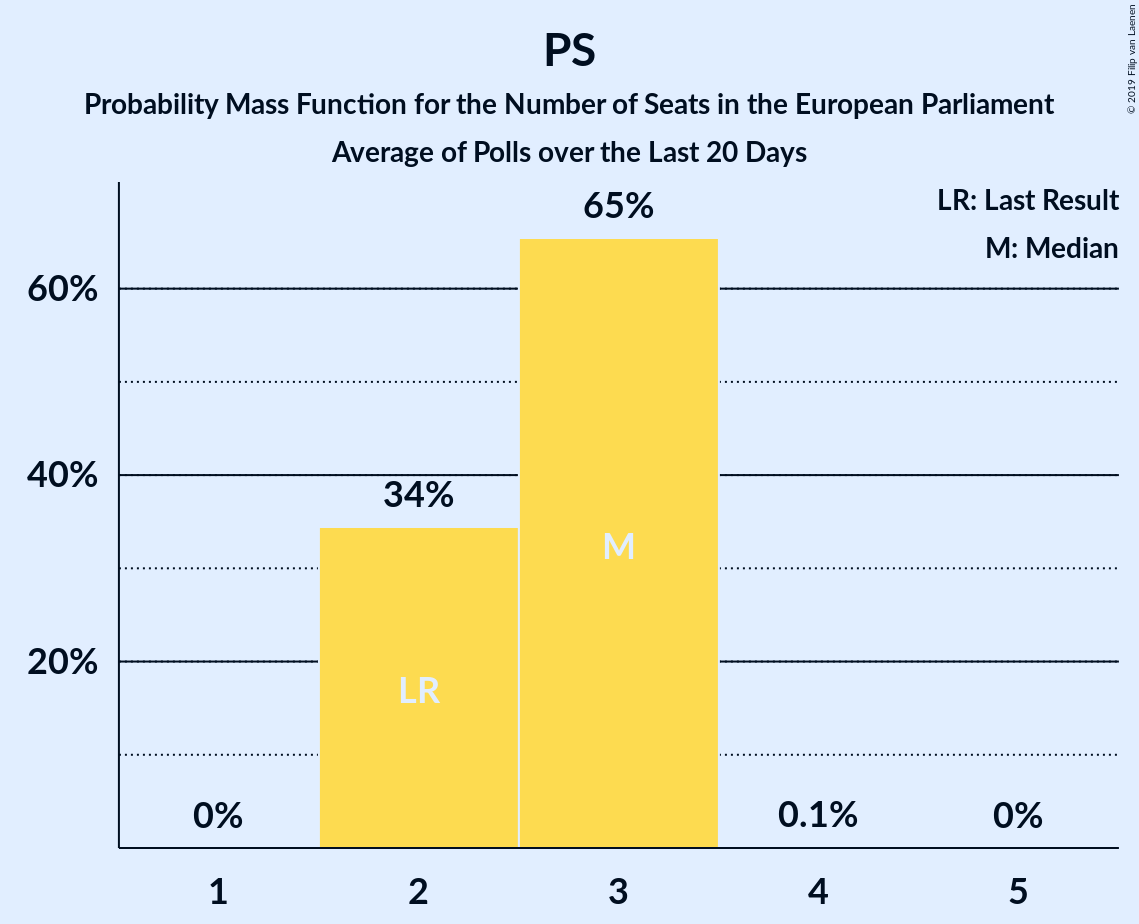 PS
Probability Mass Function for the Number of Seats in the European Parliament
Average of Polls over the Last 20 Days
© 2019 Filip van Laenen
LR: Last Result
M: Median
65%
60%
40%
34%
M
20%
LR
0%
0.1%
0%
1
2
3
4
5